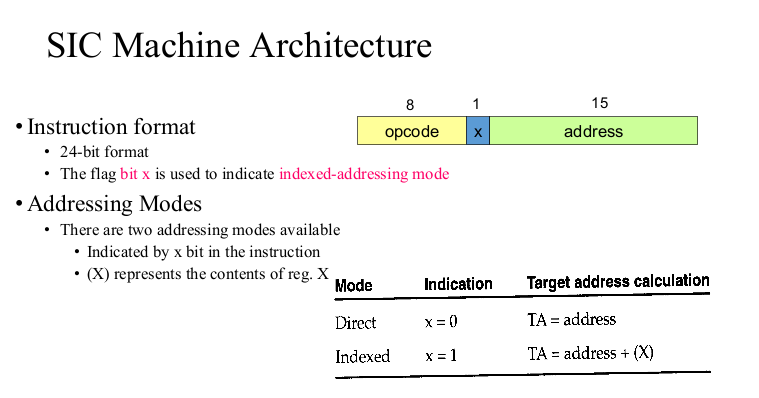 SIC Machine Architecture
8 1 15
opcode x address
• Instruction format
• 24-bit format
• The flag bit x is used to indicate indexed-addressing mode
• Addressing Modes
• There are two addressing modes available
• Indicated by x bit in the instruction
• (X) represents the contents of reg. X
Mode Indication Target address calculation
Direct x = 0 TA = address
Indexed x = 1 TA = address + (X)